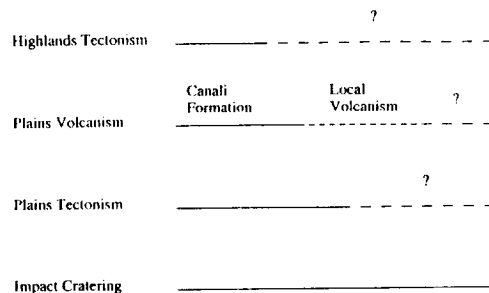 ?
Highlands Tectonism
Canali
Formation
Local
Volcanism
?
Plains Volcanism
?
Plains Tectonism
Impact Cratering